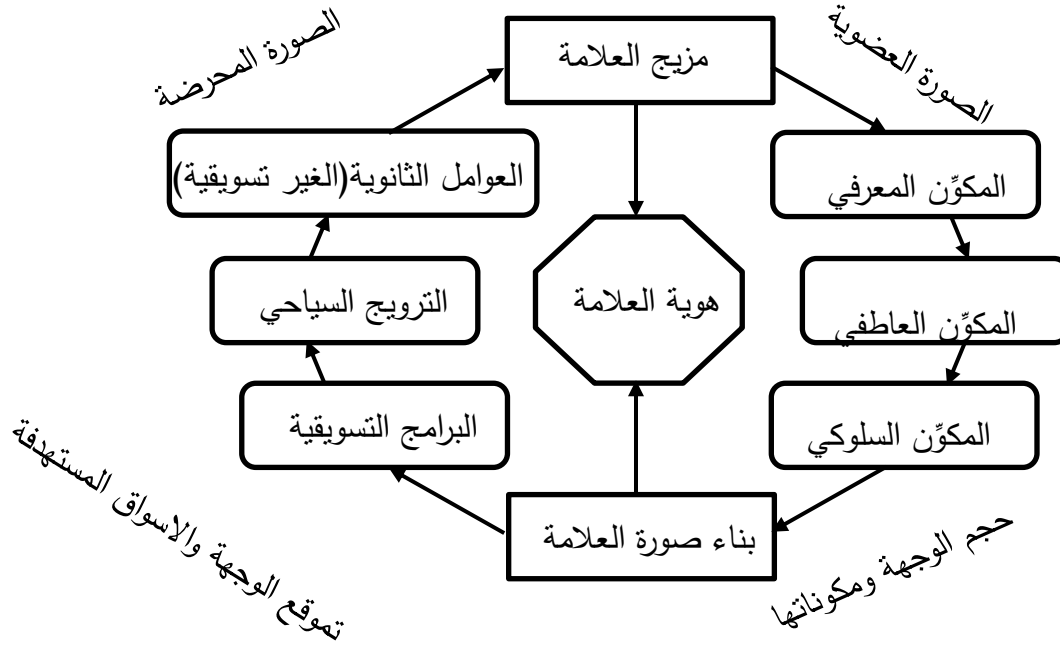 الصورة العضوية
مزيج العلامة
الصورة المحرضة
المكوِّن المعرفي
العوامل الثانوية(الغير تسويقية)
المكوِّن العاطفي
هوية العلامة
الترويج السياحي
المكوِّن السلوكي
البرامج التسويقية
بناء صورة العلامة
حجم الوجهة ومكوناتها
تموقع الوجهة والاسواق المستهدفة